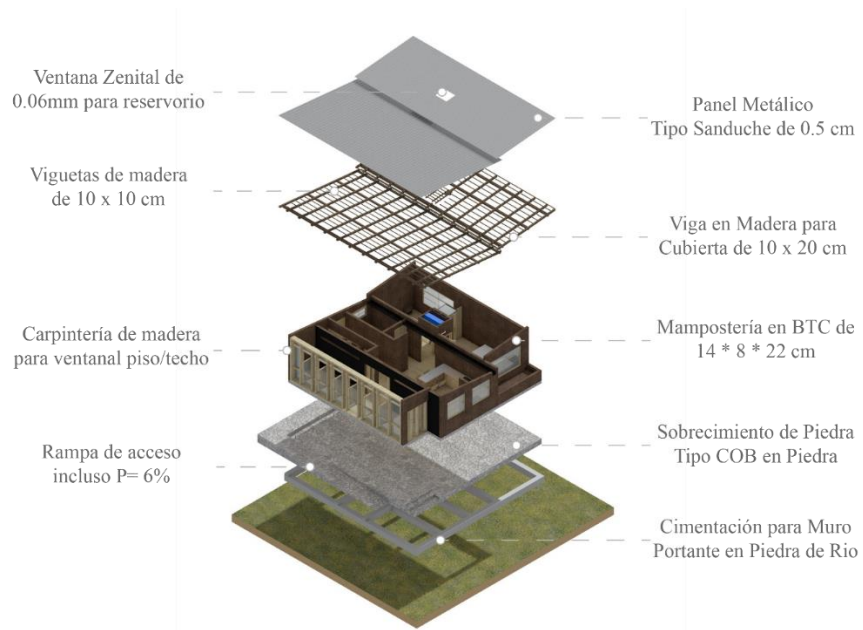 Ventana Zenital de
0.06mm para reservorio
Panel Metálico
Tipo Sanduche de 0.5 cm
Viguetas de madera
de 10 x 10 cm
Viga en Madera para
Cubierta de 10 x 20 cm
Carpintería de madera
para ventanal piso/techo
Mampostería en BTC de
14 * 8 * 22 cm
Rampa de acceso
incluso P= 6%
Sobrecimiento de Piedra
Tipo COB en Piedra
Cimentación para Muro
Portante en Piedra de Rio